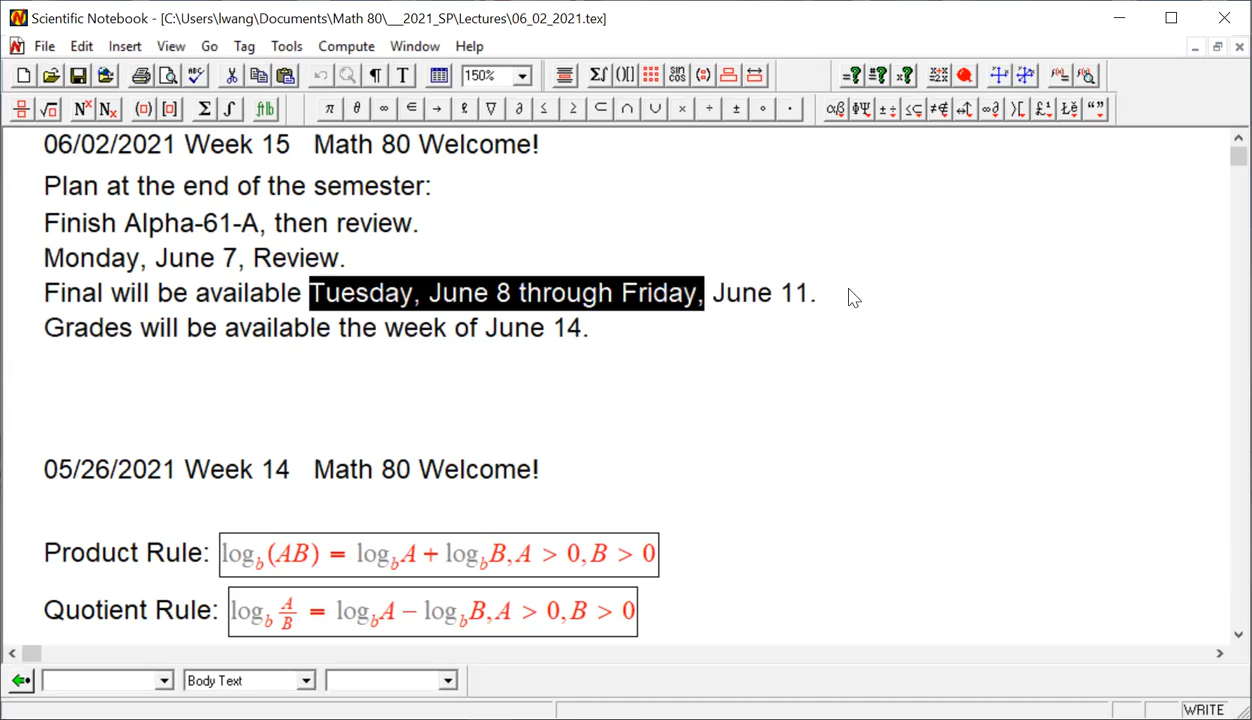 Scientific Notebook - [C:\Users\lwang\Documents\Math 80\__2021_SP\Lectures\06_02_2021.tex]
File Edit Insert View Go Tag Tools Compute Window Help
150%
π θ ∞ ∈ → ℓ ∇ ∂ ≤ ≥ ⊂ ∩ ∪ × ÷ ± ∘ ·
06/02/2021 Week 15 Math 80 Welcome!
Plan at the end of the semester:
Finish Alpha-61-A, then review.
Monday, June 7, Review.
Final will be available Tuesday, June 8 through Friday, June 11.
Grades will be available the week of June 14.
05/26/2021 Week 14 Math 80 Welcome!
Product Rule: log_b(AB) = log_b A + log_b B, A > 0, B > 0
Quotient Rule: log_b A/B = log_b A − log_b B, A > 0, B > 0
Body Text
WRITE